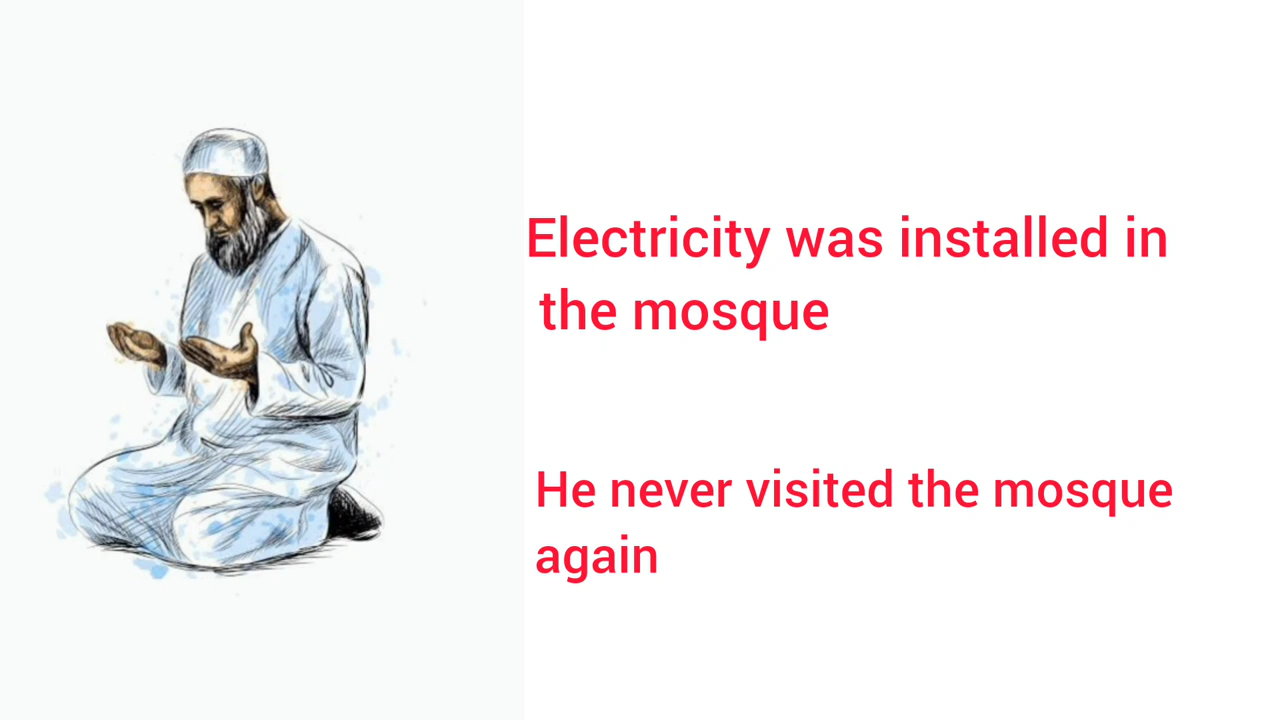 Electricity was installed in
the mosque
He never visited the mosque
again